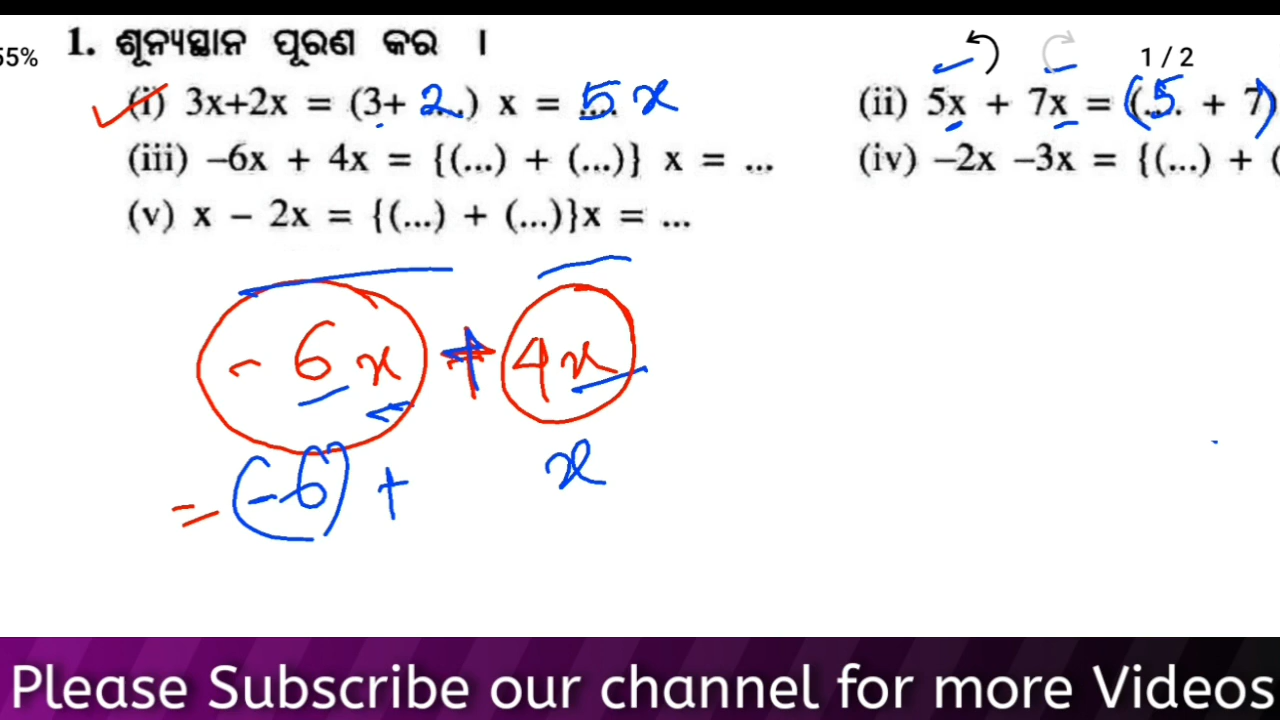 55%
1. ଶୂନ୍ୟସ୍ଥାନ ପୂରଣ କର ।
1 / 2
(i) 3x+2x = (3+ 2) x = 5x
(ii) 5x + 7x = (5 + 7)
(iii) –6x + 4x = {(...) + (...)} x = ...
(iv) –2x –3x = {(...) + (
(v) x – 2x = {(...) + (...)}x = ...
- 6x + 4x
= (-6) + x
Please Subscribe our channel for more Videos